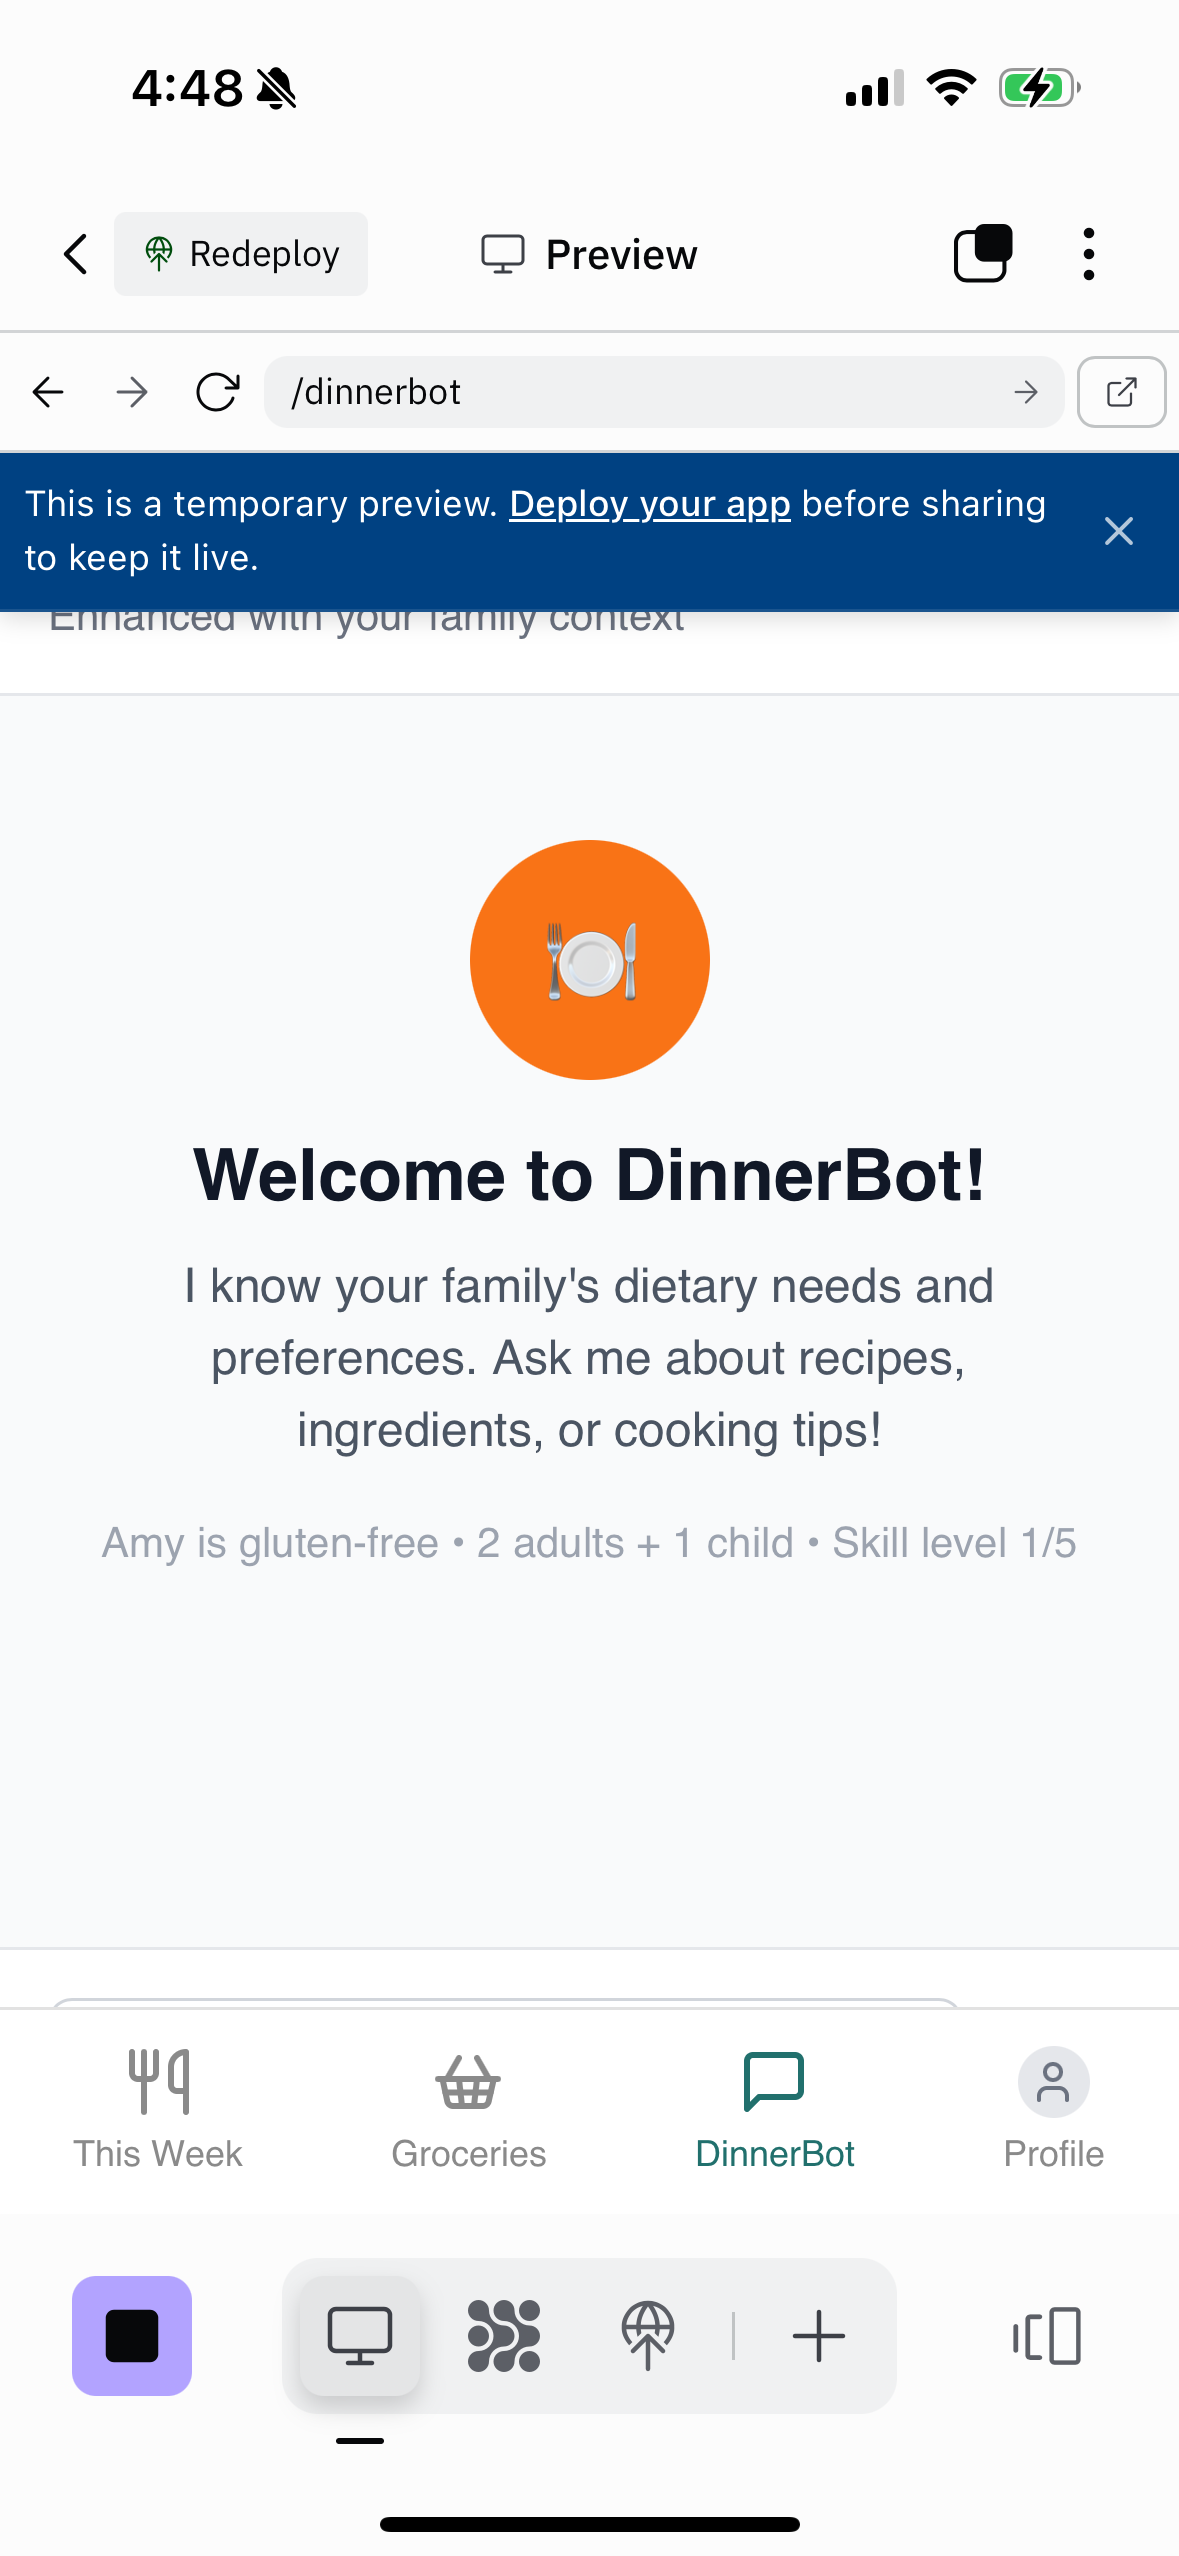 4:48
Redeploy
Preview
/dinnerbot
This is a temporary preview. Deploy your app before sharing
to keep it live.
Enhanced with your family context
Welcome to DinnerBot!
I know your family's dietary needs and
preferences. Ask me about recipes,
ingredients, or cooking tips!
Amy is gluten-free • 2 adults + 1 child • Skill level 1/5
This Week
Groceries
DinnerBot
Profile